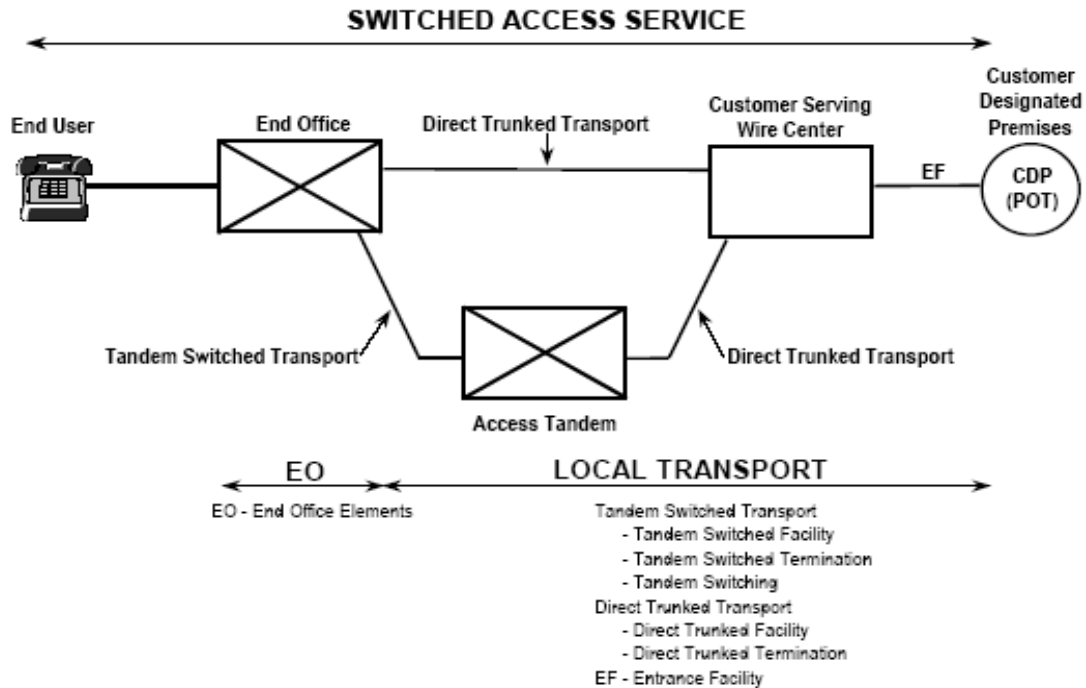 SWITCHED ACCESS SERVICE
End User
End Office
Direct Trunked Transport
Customer Serving
Wire Center
Customer
Designated
Premises
EF
CDP
(POT)
Tandem Switched Transport
Direct Trunked Transport
Access Tandem
EO
LOCAL TRANSPORT
EO - End Office Elements
Tandem Switched Transport
- Tandem Switched Facility
- Tandem Switched Termination
- Tandem Switching
Direct Trunked Transport
- Direct Trunked Facility
- Direct Trunked Termination
EF - Entrance Facility